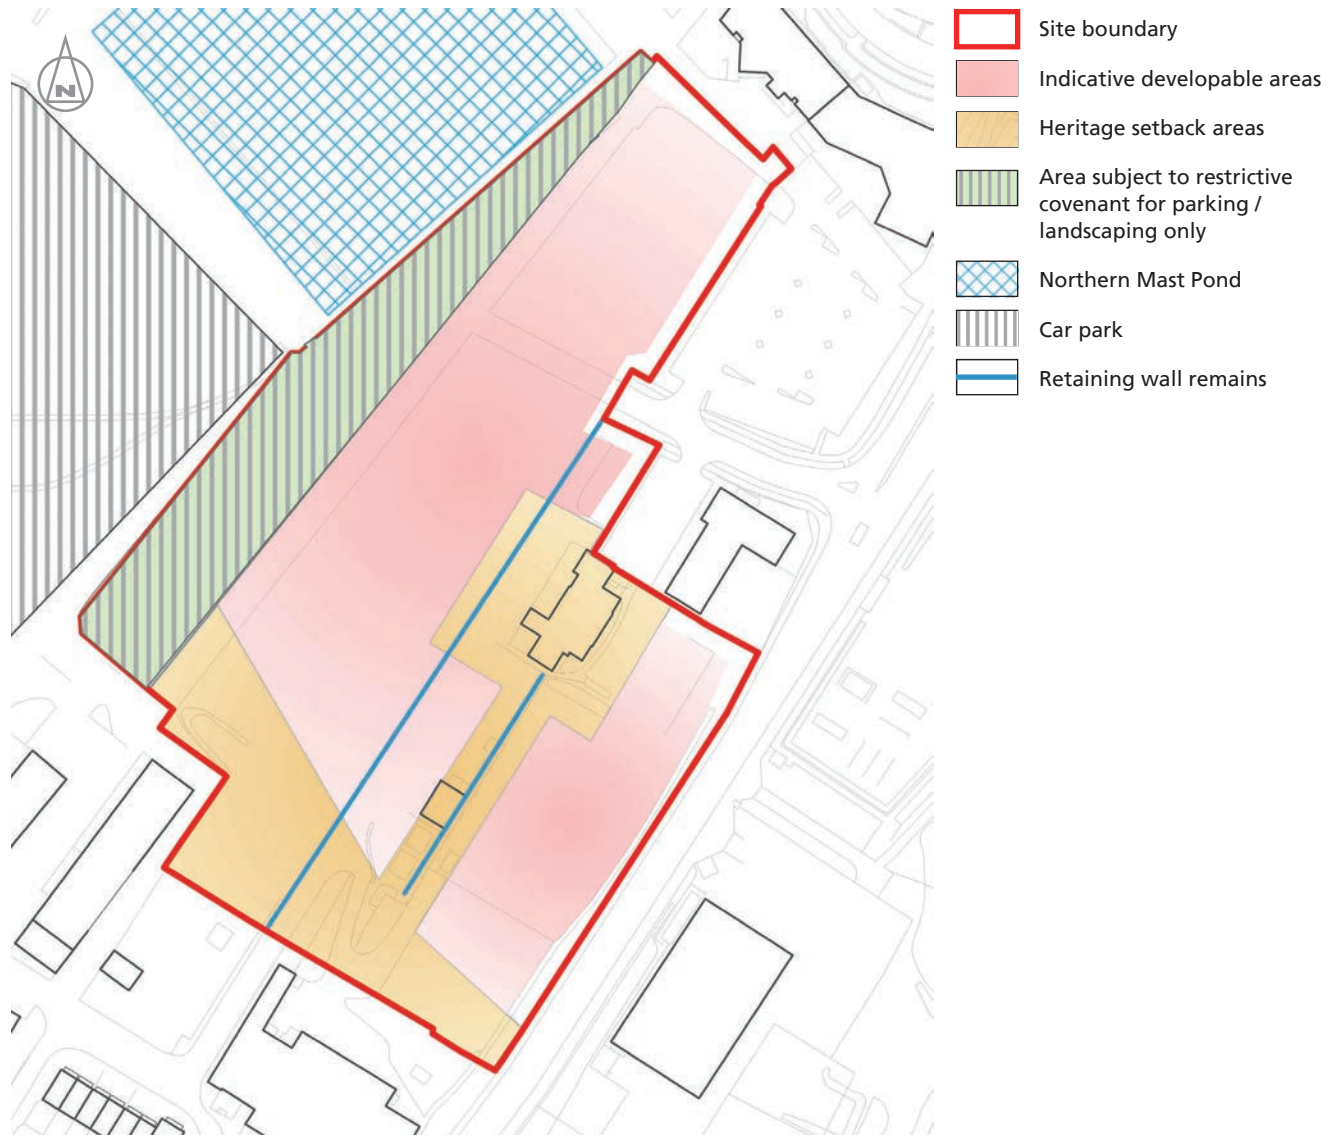 N
Site boundary
Indicative developable areas
Heritage setback areas
Area subject to restrictive
covenant for parking /
landscaping only
Northern Mast Pond
Car park
Retaining wall remains